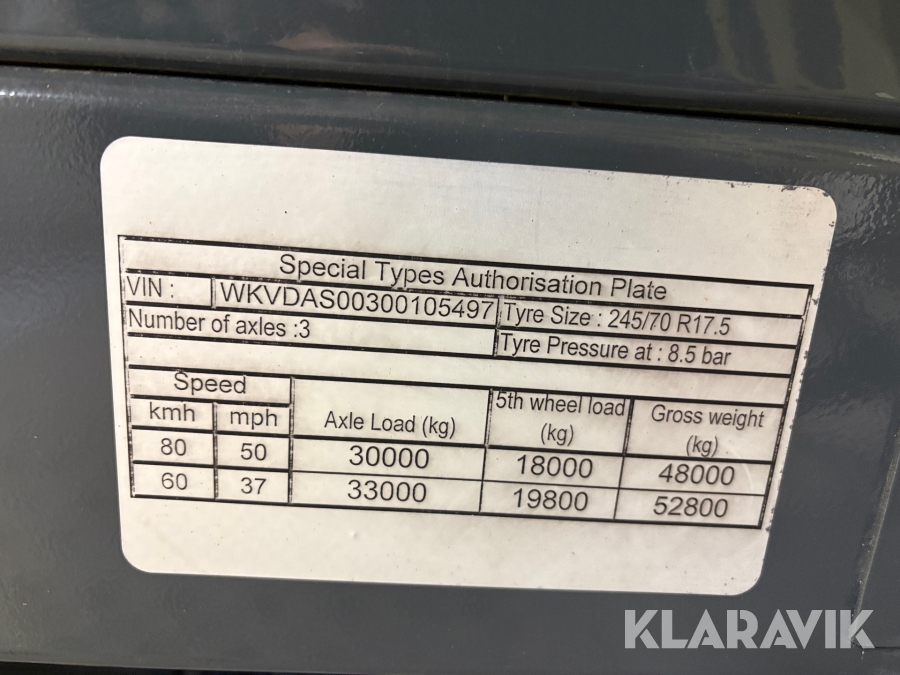 Special Types Authorisation Plate
VIN : WKVDAS00300105497 Tyre Size : 245/70 R17.5
Number of axles :3 Tyre Pressure at : 8.5 bar
Speed
kmh mph Axle Load (kg) 5th wheel load (kg) Gross weight (kg)
80 50 30000 18000 48000
60 37 33000 19800 52800
KLARAVIK